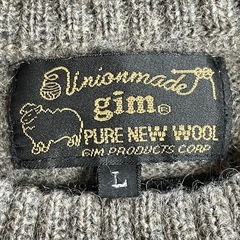 Unionmade
gim®
PURE NEW WOOL
GIM PRODUCTS CORP
L